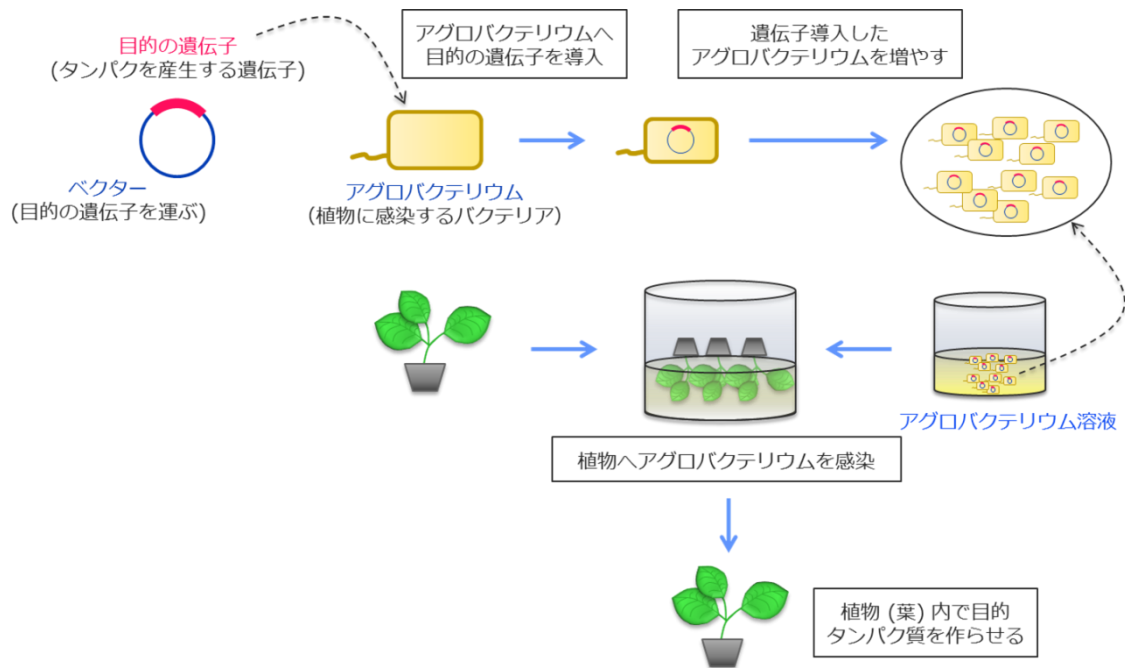 目的の遺伝子
(タンパクを産生する遺伝子)
アグロバクテリウムへ
目的の遺伝子を導入
遺伝子導入した
アグロバクテリウムを増やす
ベクター
(目的の遺伝子を運ぶ)
アグロバクテリウム
(植物に感染するバクテリア)
アグロバクテリウム溶液
植物へアグロバクテリウムを感染
植物 (葉) 内で目的
タンパク質を作らせる